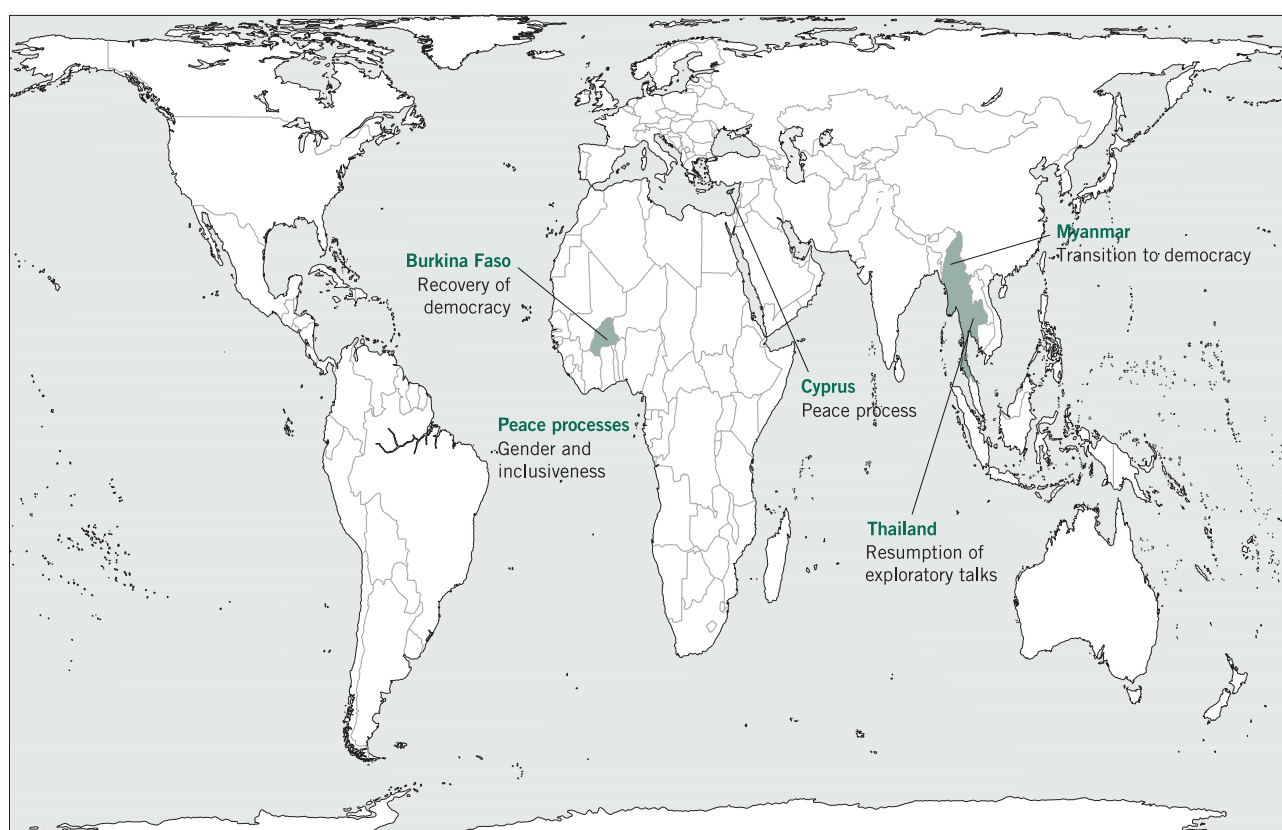 Myanmar
Transition to democracy
Burkina Faso
Recovery of
democracy
Cyprus
Peace process
Peace processes
Gender and
inclusiveness
Thailand
Resumption of
exploratory talks